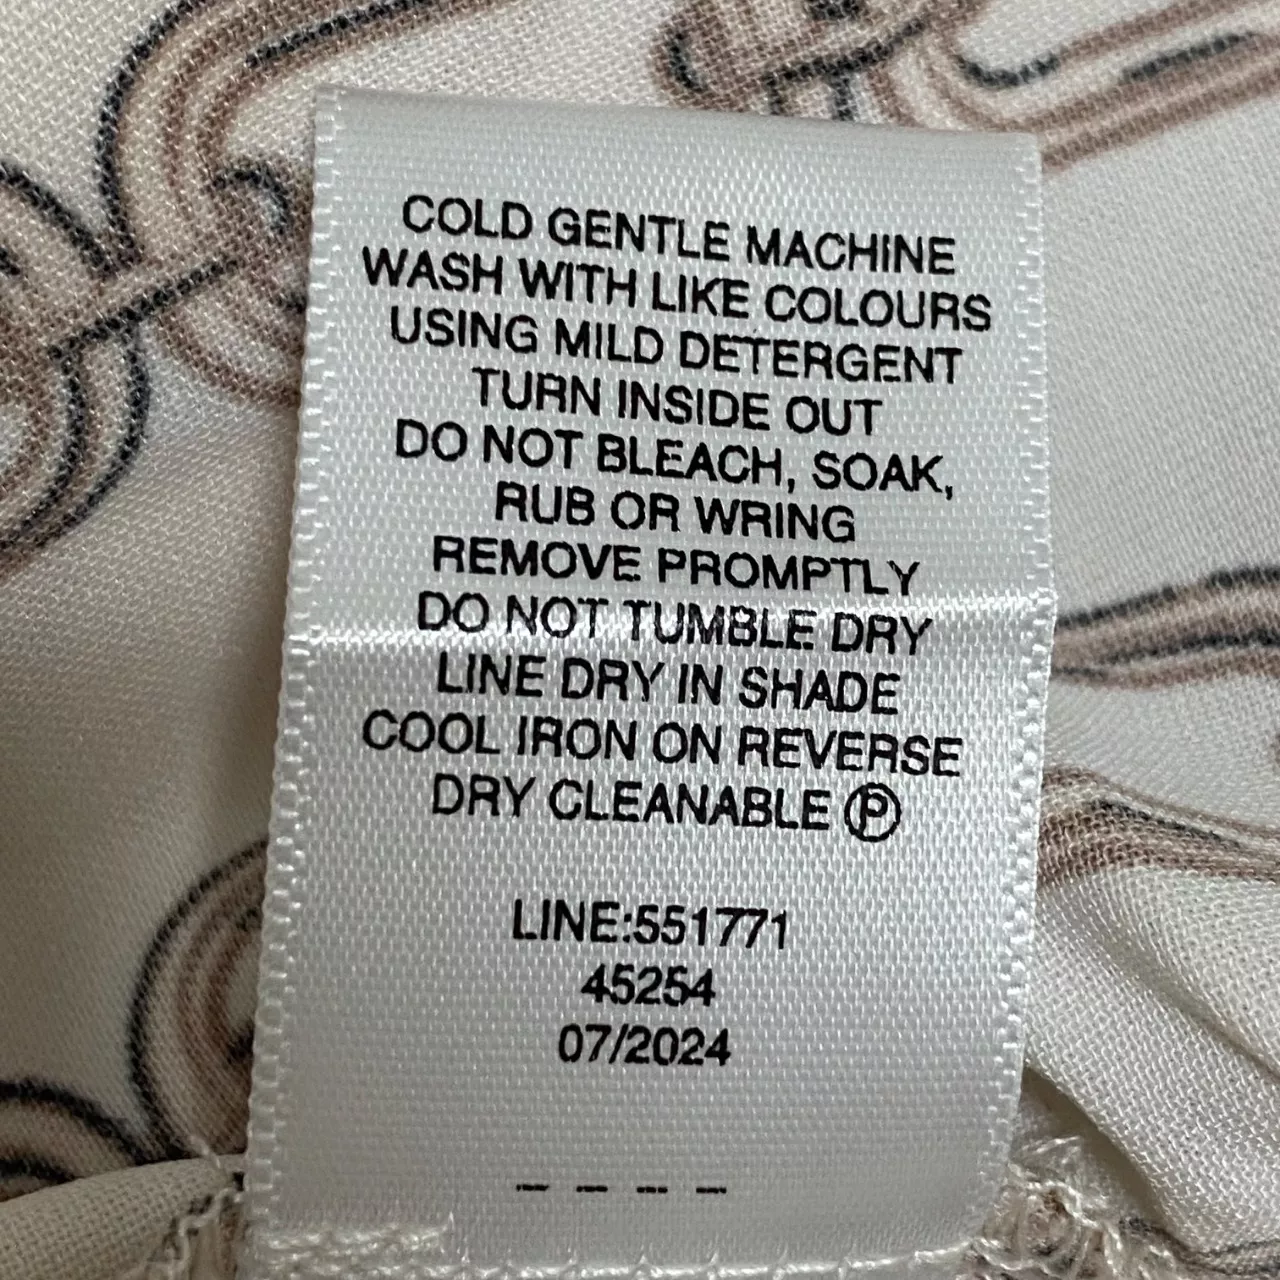 COLD GENTLE MACHINE
WASH WITH LIKE COLOURS
USING MILD DETERGENT
TURN INSIDE OUT
DO NOT BLEACH, SOAK,
RUB OR WRING
REMOVE PROMPTLY
DO NOT TUMBLE DRY
LINE DRY IN SHADE
COOL IRON ON REVERSE
DRY CLEANABLE Ⓟ
LINE:551771
45254
07/2024
– – – –